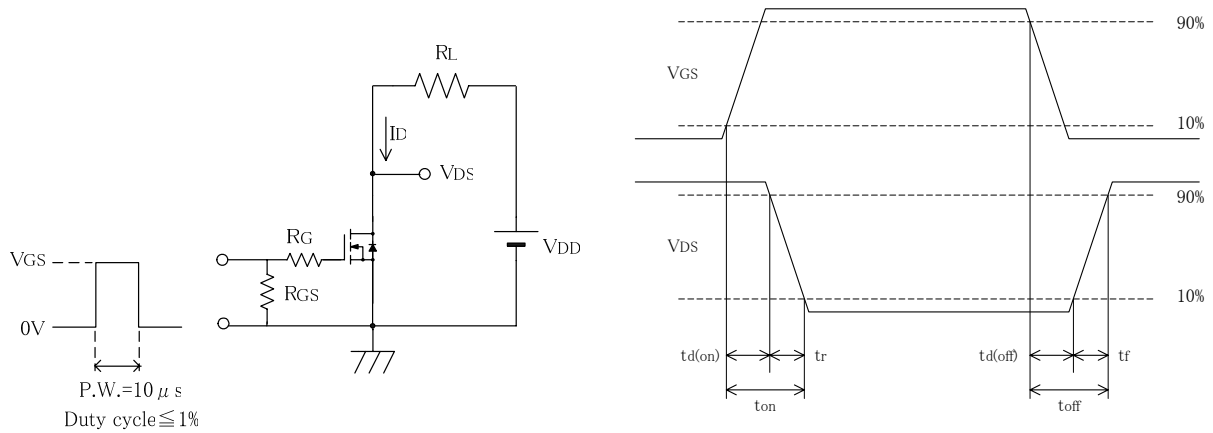 RL
ID
VDS
RG
VDD
VGS
RGS
0V
P.W.=10 μs
Duty cycle≦1%
90%
VGS
10%
90%
VDS
10%
td(on)
tr
td(off)
tf
ton
toff